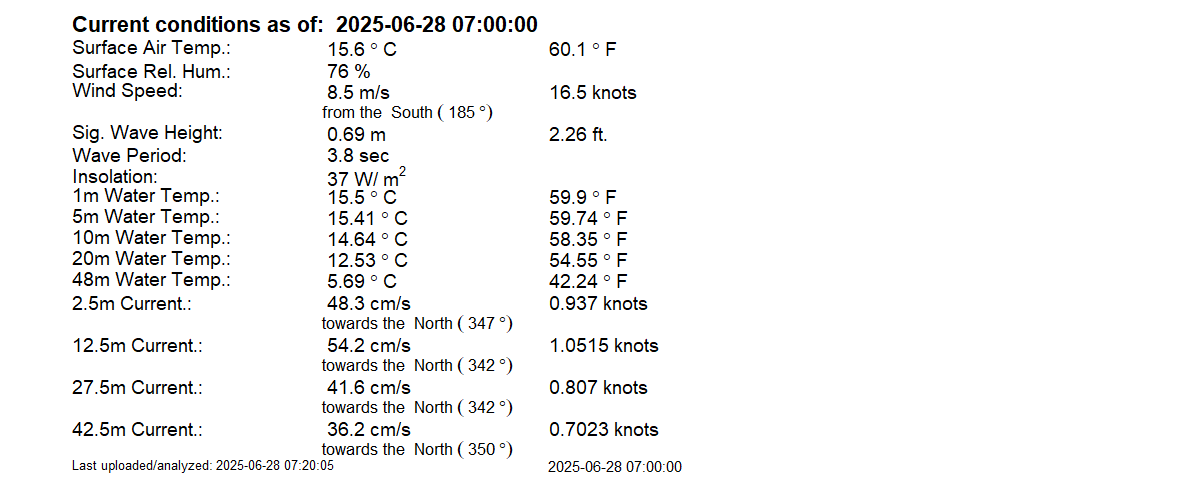 Current conditions as of: 2025-06-28 07:00:00
Surface Air Temp.: 15.6 ° C 60.1 ° F
Surface Rel. Hum.: 76 %
Wind Speed: 8.5 m/s 16.5 knots
from the South ( 185 °)
Sig. Wave Height: 0.69 m 2.26 ft.
Wave Period: 3.8 sec
Insolation: 37 W/ m²
1m Water Temp.: 15.5 ° C 59.9 ° F
5m Water Temp.: 15.41 ° C 59.74 ° F
10m Water Temp.: 14.64 ° C 58.35 ° F
20m Water Temp.: 12.53 ° C 54.55 ° F
48m Water Temp.: 5.69 ° C 42.24 ° F
2.5m Current.: 48.3 cm/s 0.937 knots
towards the North ( 347 °)
12.5m Current.: 54.2 cm/s 1.0515 knots
towards the North ( 342 °)
27.5m Current.: 41.6 cm/s 0.807 knots
towards the North ( 342 °)
42.5m Current.: 36.2 cm/s 0.7023 knots
towards the North ( 350 °)
Last uploaded/analyzed: 2025-06-28 07:20:05 2025-06-28 07:00:00